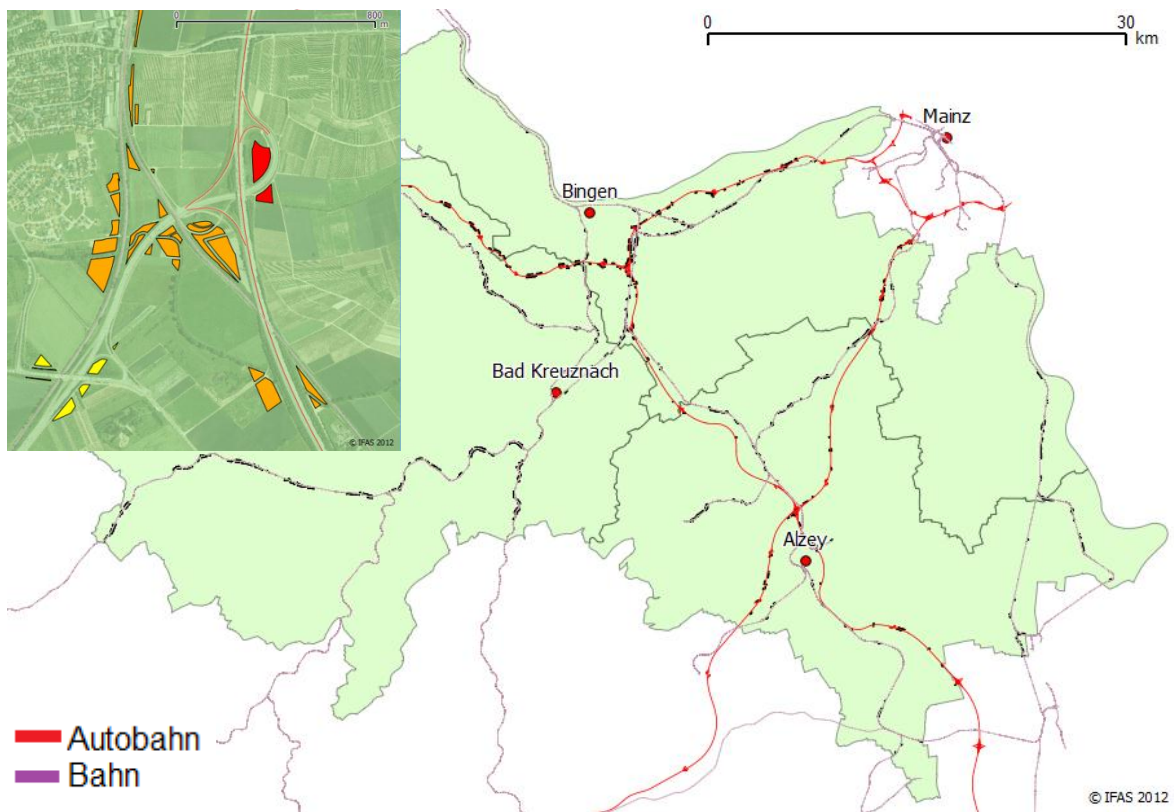 0 800
m
0 30
km
Mainz
Bingen
Bad Kreuznach
© IFAS 2012
Alzey
Autobahn
Bahn
© IFAS 2012